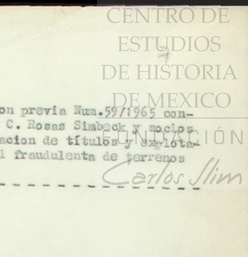 CENTRO DE
ESTUDIOS
DE HISTORIA
DE MEXICO
on previa Num. 59/1965 con-
C. Rosas Simbeck y socios
FUNDACIÓN
acion de titulos y explota-
l fraudulenta de terrenos
Carlos Slim